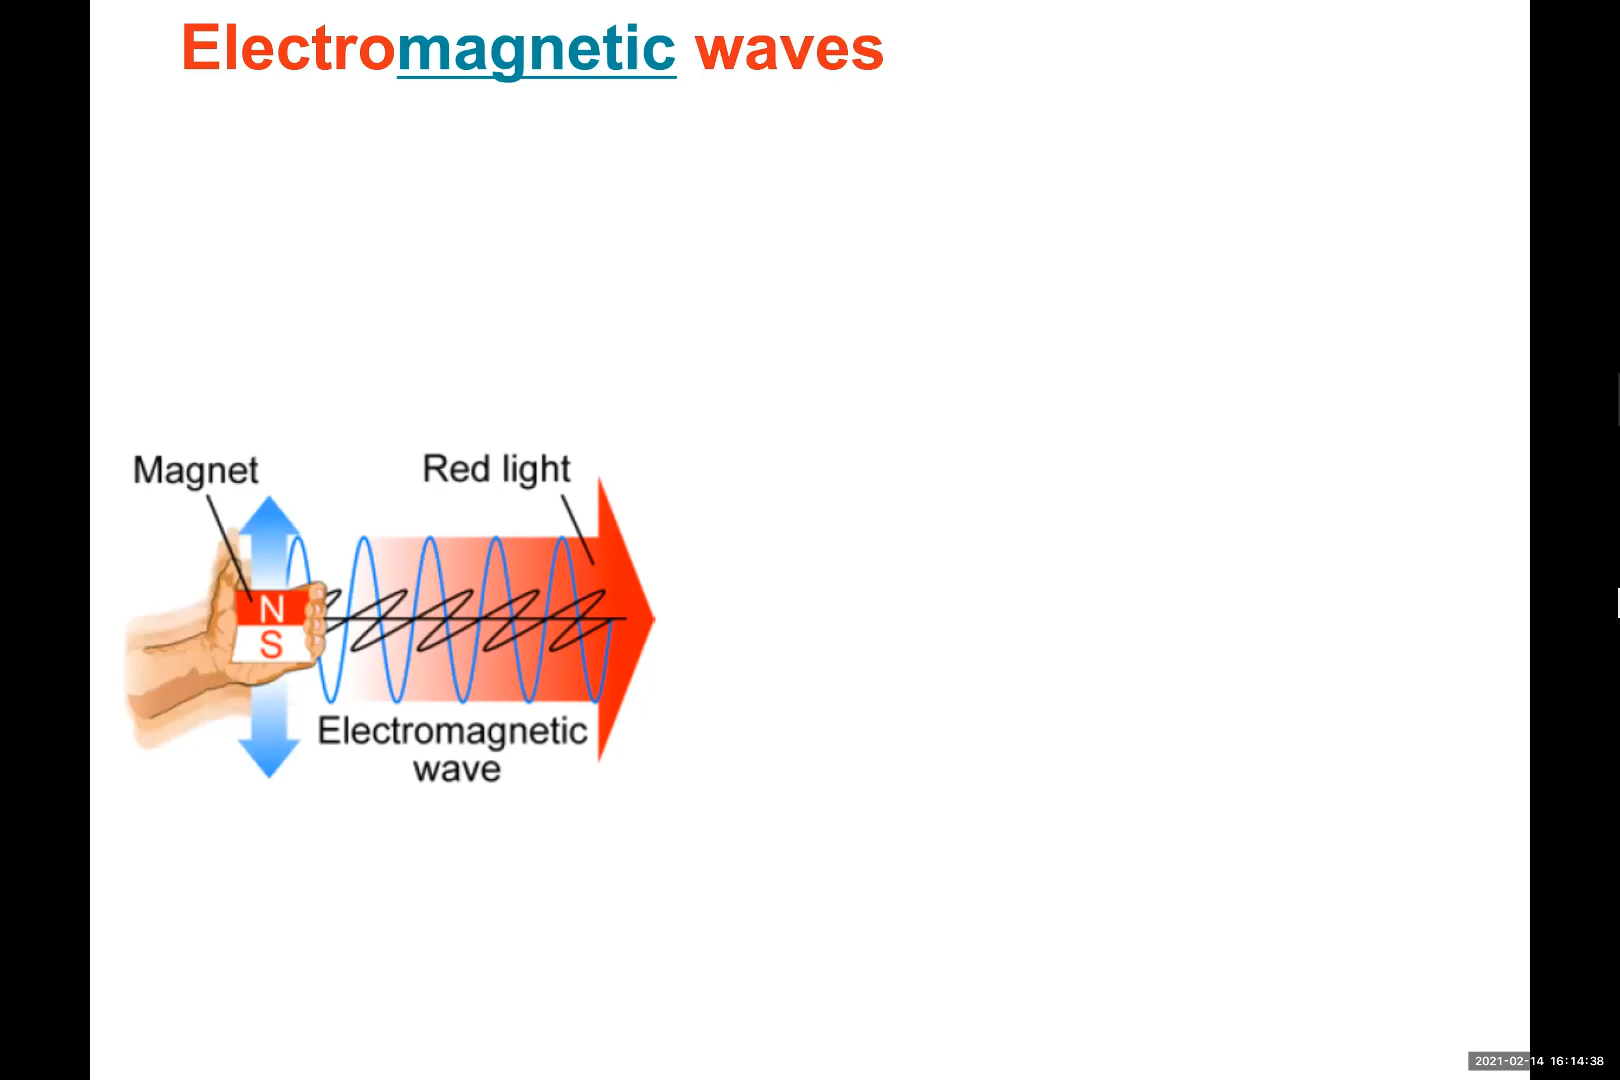 Electromagnetic waves
Magnet
Red light
N
S
Electromagnetic
wave
2021-02-14 16:14:38